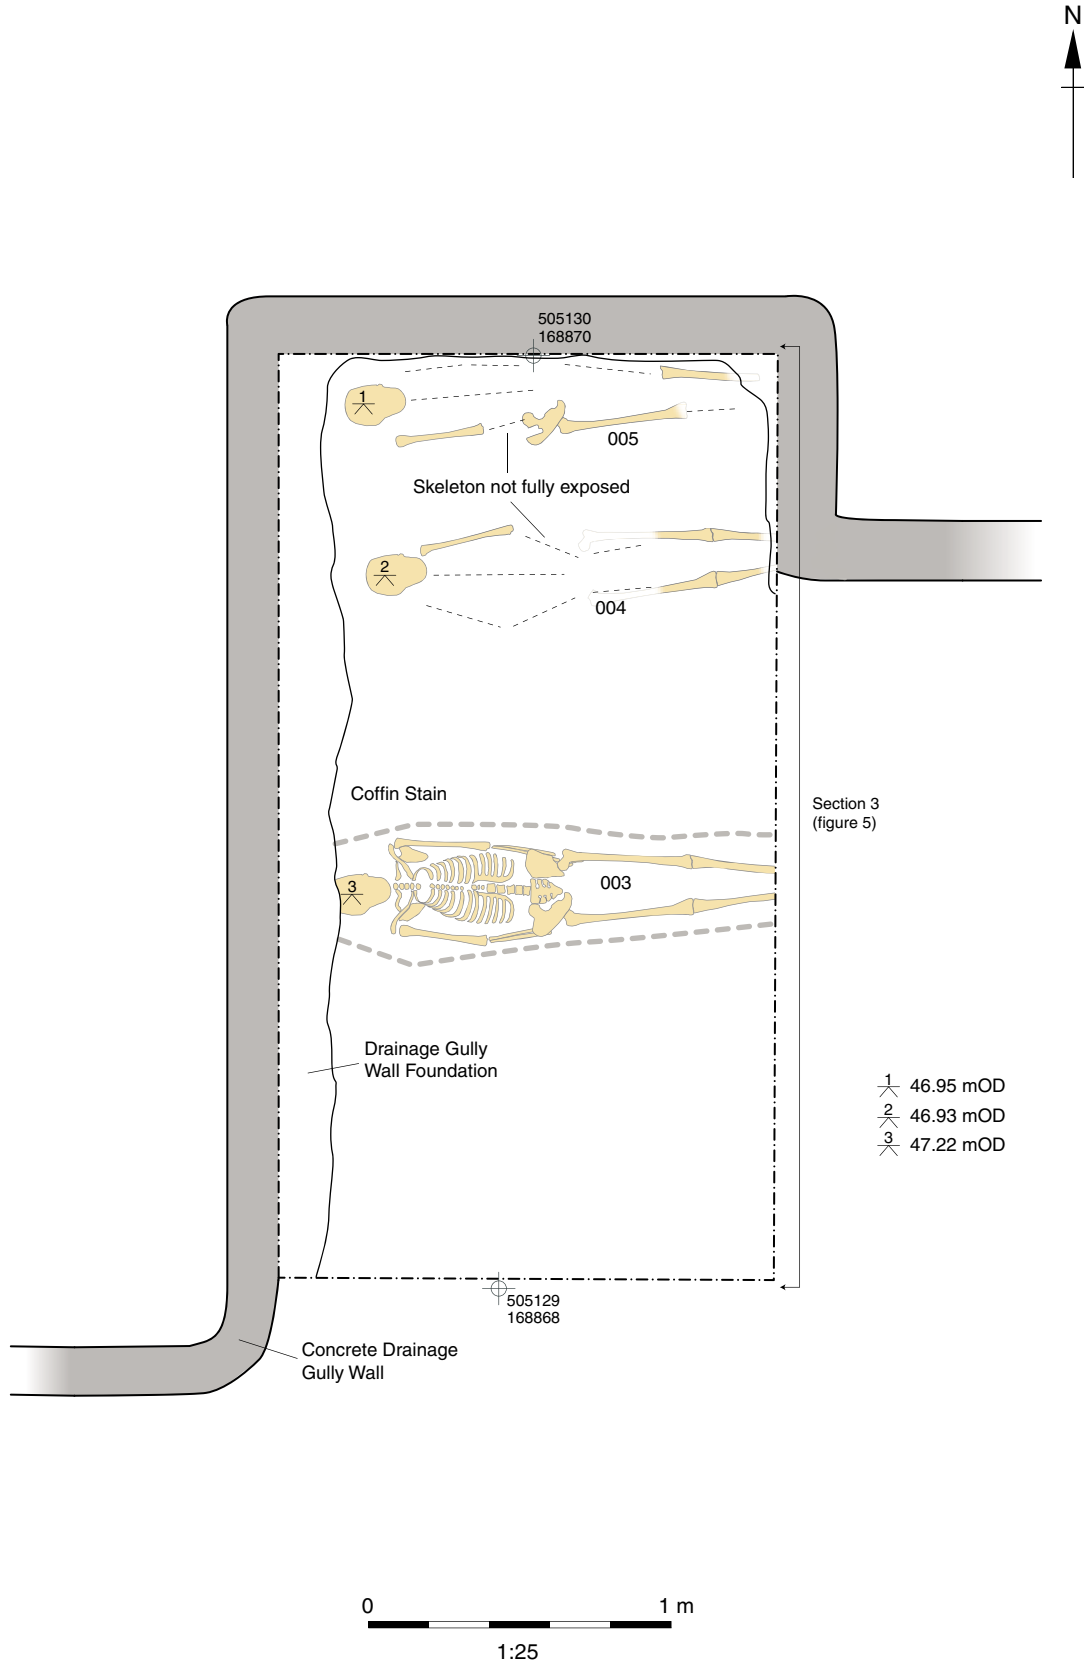 N
505130
168870
1
005
Skeleton not fully exposed
2
004
Coffin Stain
Section 3
(figure 5)
3
003
Drainage Gully
Wall Foundation
1 46.95 mOD
2 46.93 mOD
3 47.22 mOD
505129
168868
Concrete Drainage
Gully Wall
0 1 m
1:25